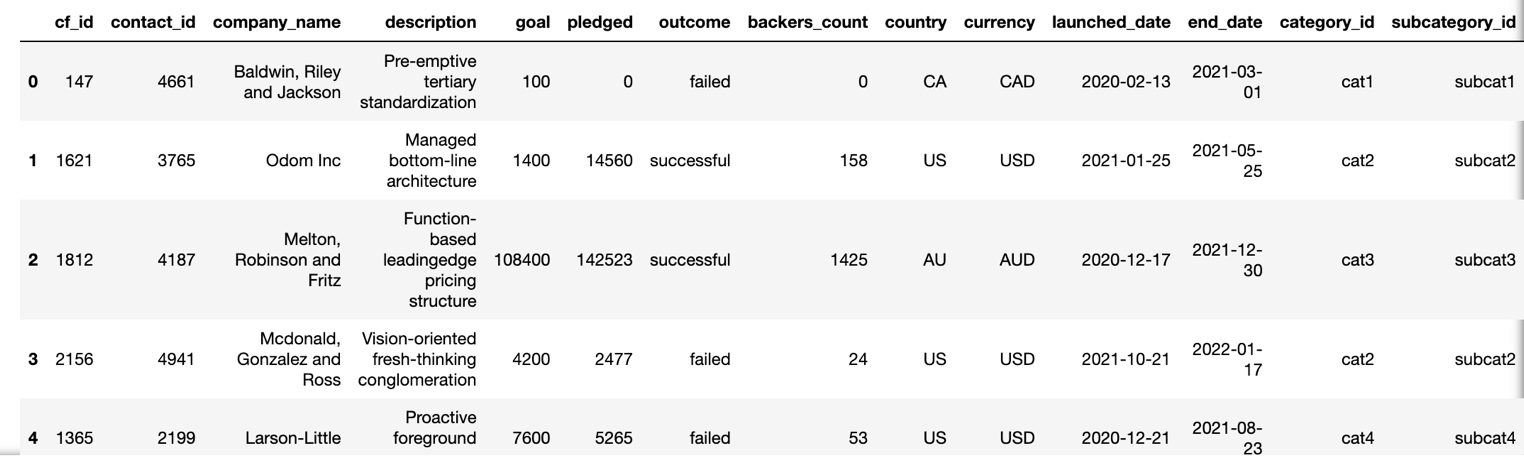 cf_id contact_id company_name description goal pledged outcome backers_count country currency launched_date end_date category_id subcategory_id
0 147 4661 Baldwin, Riley and Jackson Pre-emptive tertiary standardization 100 0 failed 0 CA CAD 2020-02-13 2021-03-01 cat1 subcat1
1 1621 3765 Odom Inc Managed bottom-line architecture 1400 14560 successful 158 US USD 2021-01-25 2021-05-25 cat2 subcat2
2 1812 4187 Melton, Robinson and Fritz Function-based leadingedge pricing structure 108400 142523 successful 1425 AU AUD 2020-12-17 2021-12-30 cat3 subcat3
3 2156 4941 Mcdonald, Gonzalez and Ross Vision-oriented fresh-thinking conglomeration 4200 2477 failed 24 US USD 2021-10-21 2022-01-17 cat2 subcat2
4 1365 2199 Larson-Little Proactive foreground 7600 5265 failed 53 US USD 2020-12-21 2021-08-23 cat4 subcat4